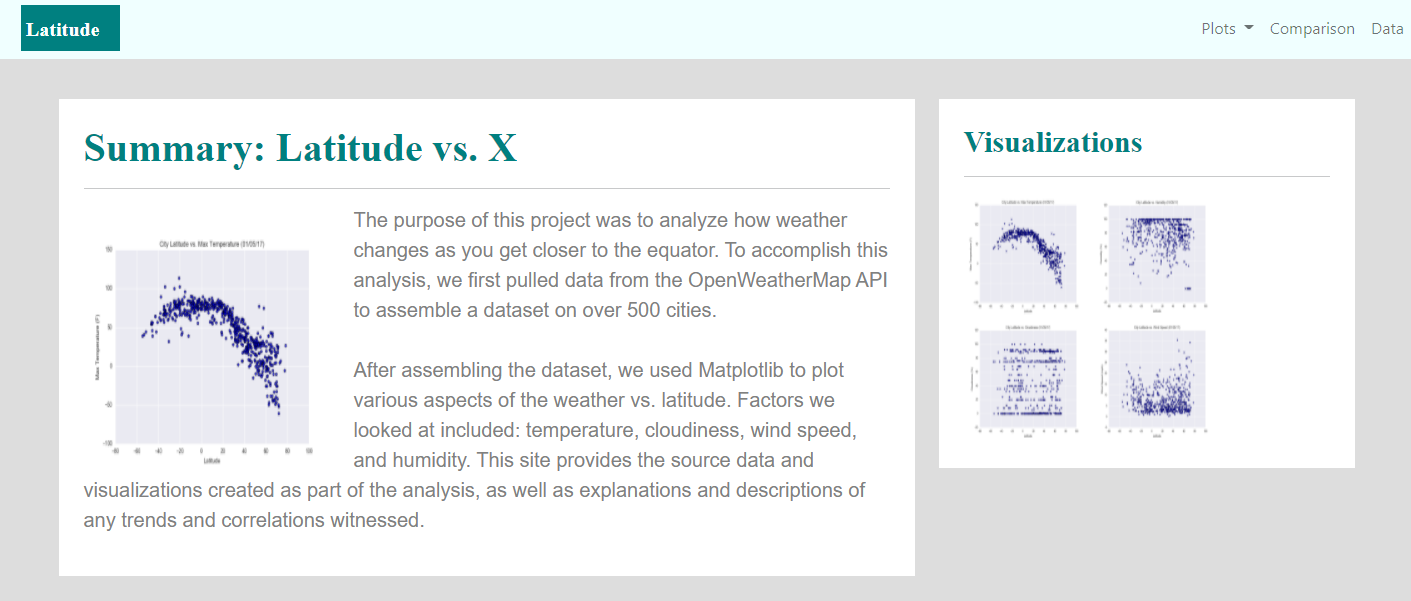 Latitude
Plots Comparison Data
Summary: Latitude vs. X
Visualizations
City Latitude vs. Max Temperature (01/05/17)
Max Temperature (F)
150
100
50
0
-50
-100
-80 -60 -40 -20 0 20 40 60 80 100
Latitude
The purpose of this project was to analyze how weather
changes as you get closer to the equator. To accomplish this
analysis, we first pulled data from the OpenWeatherMap API
to assemble a dataset on over 500 cities.
After assembling the dataset, we used Matplotlib to plot
various aspects of the weather vs. latitude. Factors we
looked at included: temperature, cloudiness, wind speed,
and humidity. This site provides the source data and
visualizations created as part of the analysis, as well as explanations and descriptions of
any trends and correlations witnessed.